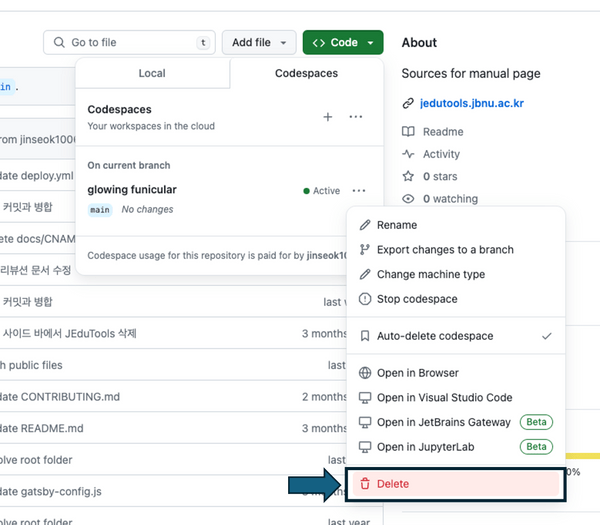 Go to file
t
Add file
Code
About
Local
Codespaces
Sources for manual page
in .
Codespaces
Your workspaces in the cloud
jedutools.jbnu.ac.kr
Readme
Activity
0 stars
0 watching
On current branch
glowing funicular
Active
main
No changes
Codespace usage for this repository is paid for by jinseok100
Rename
Export changes to a branch
Change machine type
Stop codespace
Auto-delete codespace
Open in Browser
Open in Visual Studio Code
Open in JetBrains Gateway
Beta
Open in JupyterLab
Beta
Delete
0%
rom jinseok100
date deploy.yml
커밋과 병합
lete docs/CNAM
리뷰션 문서 수정
커밋과 병합
last
사이드 바에서 JEduTools 삭제
3 months
h public files
last
date CONTRIBUTING.md
2 months
date README.md
3 months
olve root folder
last
date gatsby-config.js
months
olve root folder
last year